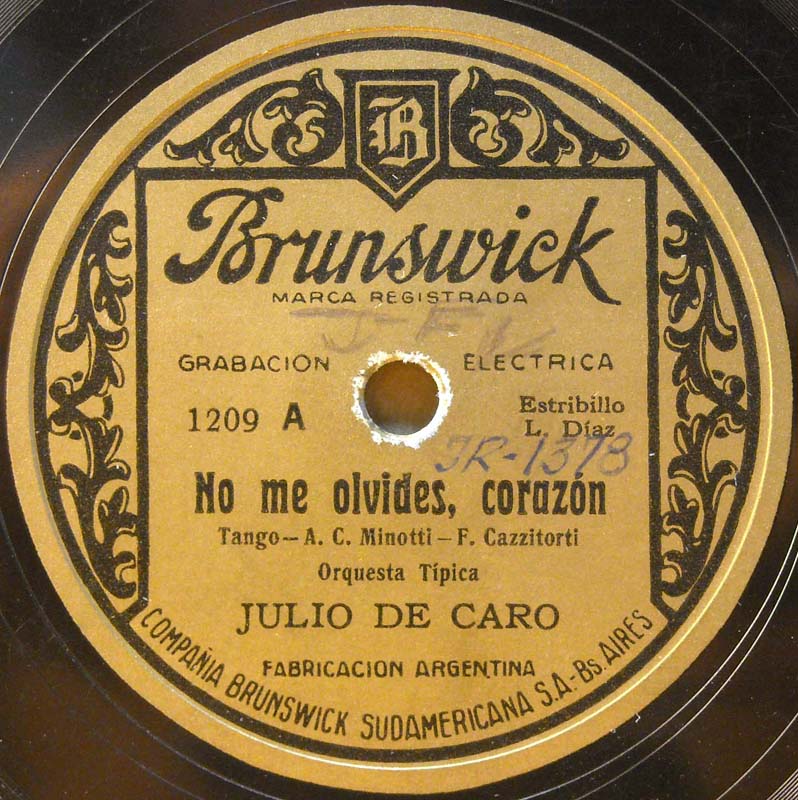 B
Brunswick
MARCA REGISTRADA
GRABACION ELECTRICA
1209 A
Estribillo
L. Díaz
JR-1378
No me olvides, corazón
Tango - A. C. Minotti - F. Cazzitorti
Orquesta Típica
JULIO DE CARO
FABRICACION ARGENTINA
COMPAÑIA BRUNSWICK SUDAMERICANA S.A.-Bs. AIRES